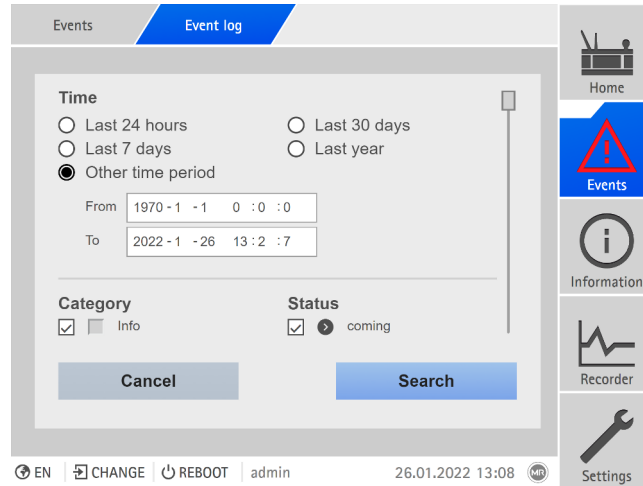 Events
Event log
Time
Last 24 hours
Last 30 days
Last 7 days
Last year
Other time period
From 1970 - 1 - 1 0 : 0 : 0
To 2022 - 1 - 26 13 : 2 : 7
Category
Status
Info
coming
Cancel
Search
Home
Events
Information
Recorder
Settings
EN CHANGE REBOOT admin 26.01.2022 13:08 MR